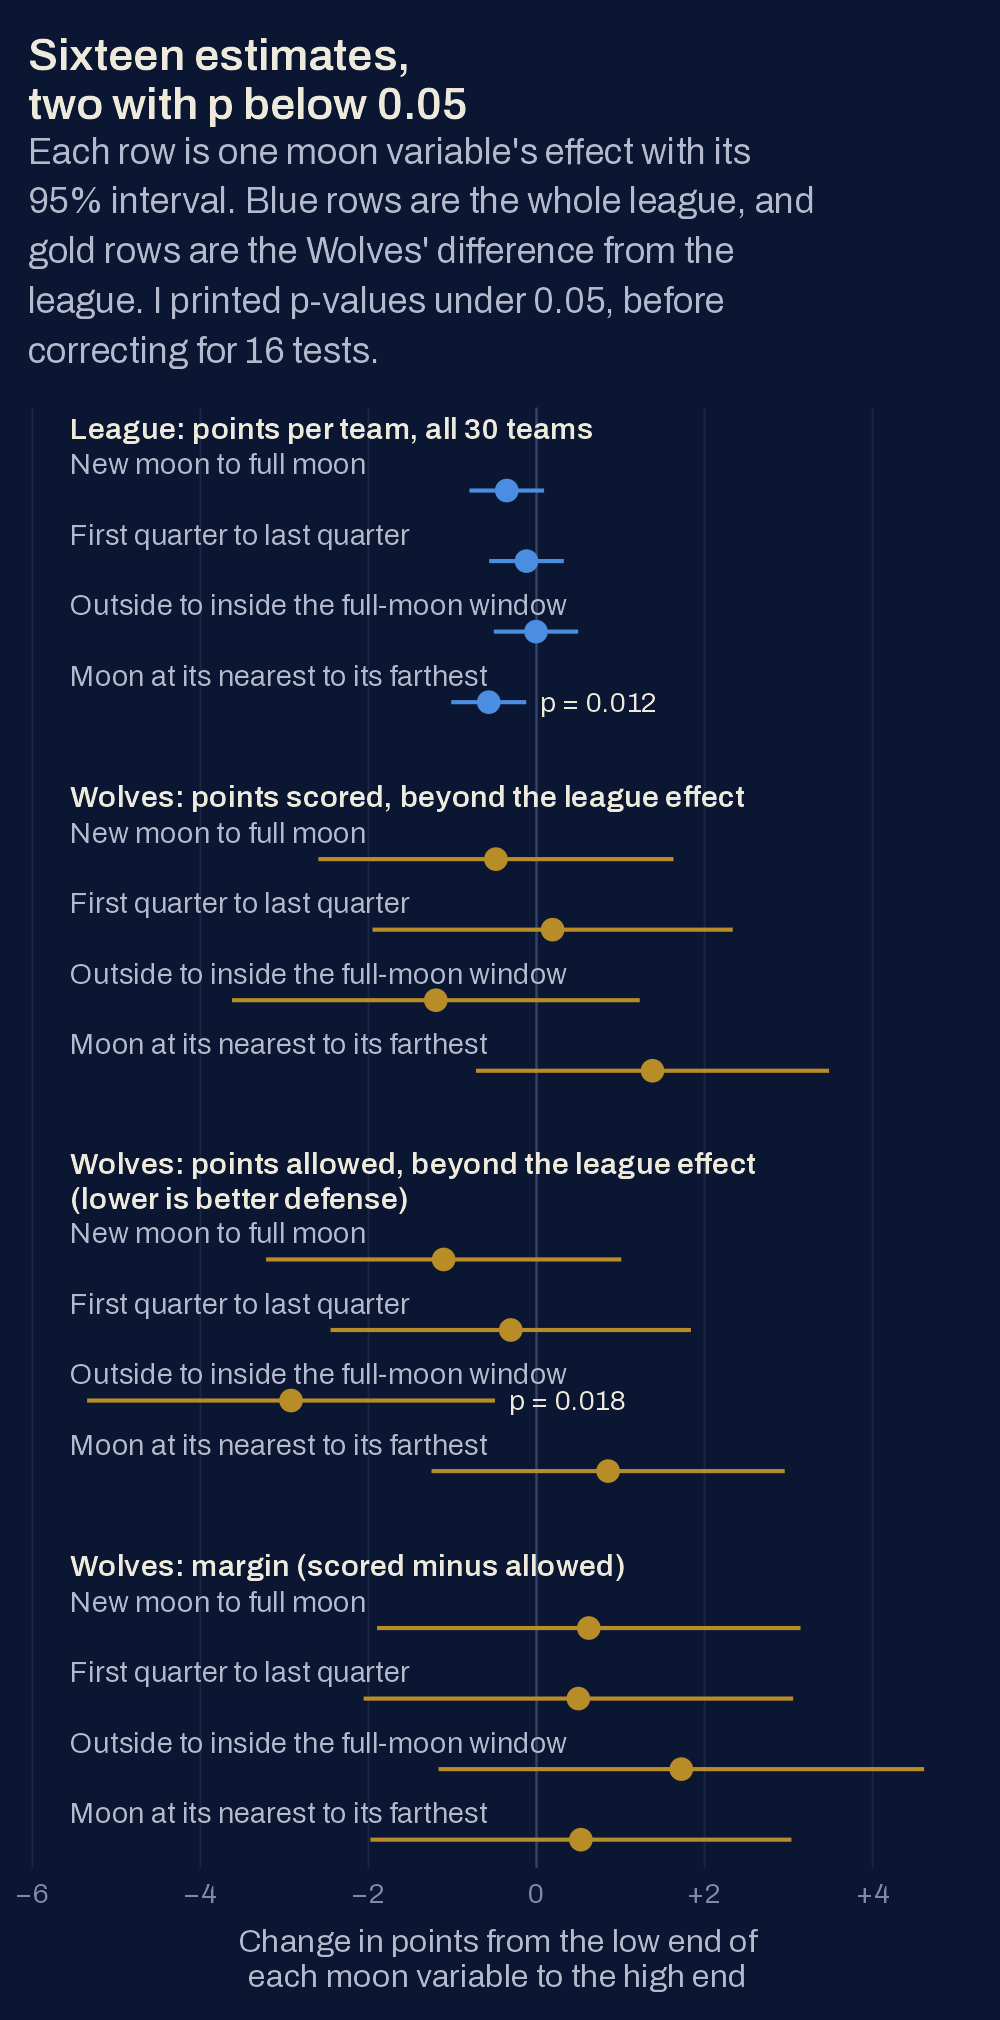 Sixteen estimates,
two with p below 0.05
Each row is one moon variable's effect with its
95% interval. Blue rows are the whole league, and
gold rows are the Wolves' difference from the
league. I printed p-values under 0.05, before
correcting for 16 tests.
League: points per team, all 30 teams
New moon to full moon
First quarter to last quarter
Outside to inside the full-moon window
Moon at its nearest to its farthest
p = 0.012
Wolves: points scored, beyond the league effect
New moon to full moon
First quarter to last quarter
Outside to inside the full-moon window
Moon at its nearest to its farthest
Wolves: points allowed, beyond the league effect
(lower is better defense)
New moon to full moon
First quarter to last quarter
Outside to inside the full-moon window
p = 0.018
Moon at its nearest to its farthest
Wolves: margin (scored minus allowed)
New moon to full moon
First quarter to last quarter
Outside to inside the full-moon window
Moon at its nearest to its farthest
−6 −4 −2 0 +2 +4
Change in points from the low end of
each moon variable to the high end